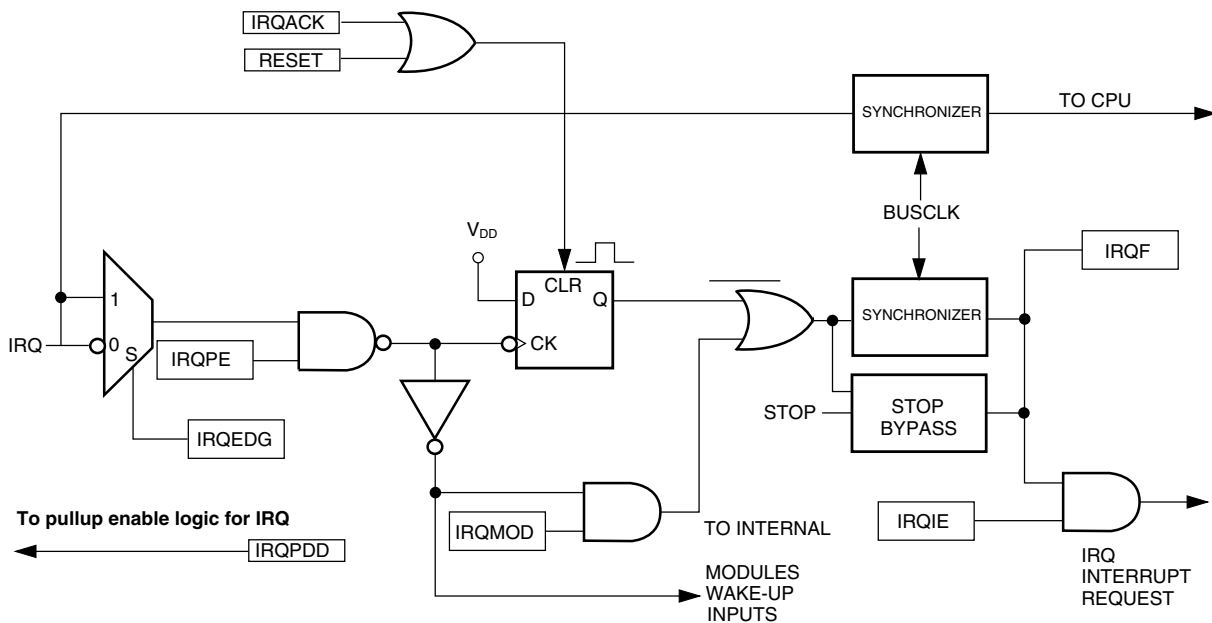 IRQACK
RESET
SYNCHRONIZER
TO CPU
BUSCLK
VDD
CLR
D
Q
CK
IRQF
SYNCHRONIZER
1
IRQ
0
S
IRQPE
IRQEDG
STOP
STOP
BYPASS
To pullup enable logic for IRQ
IRQPDD
IRQMOD
TO INTERNAL
MODULES
WAKE-UP
INPUTS
IRQIE
IRQ
INTERRUPT
REQUEST